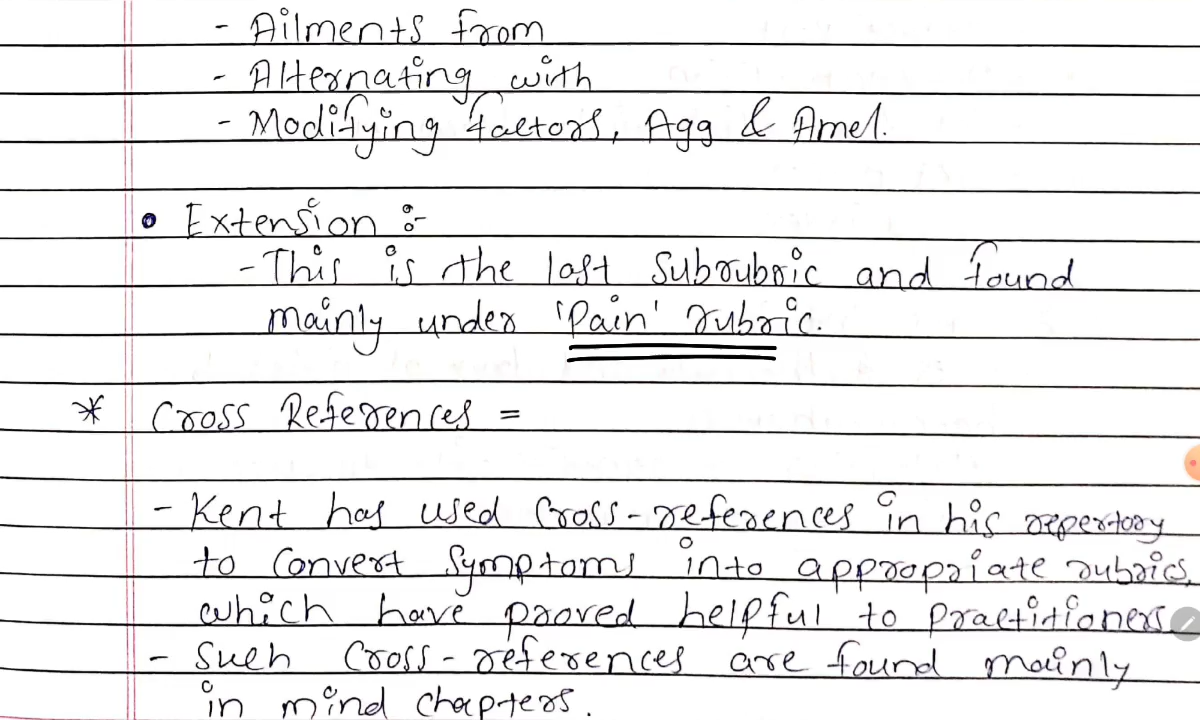 - Ailments from
- Alternating with
- Modifying factors, Agg & Amel.
• Extension :-
- This is the last subrubric and found
mainly under 'Pain' rubric.
* Cross References =
- Kent has used cross-references in his repertory
to convert symptoms into appropriate rubrics,
which have proved helpful to practitioners.
- Such cross-references are found mainly
in mind chapters.